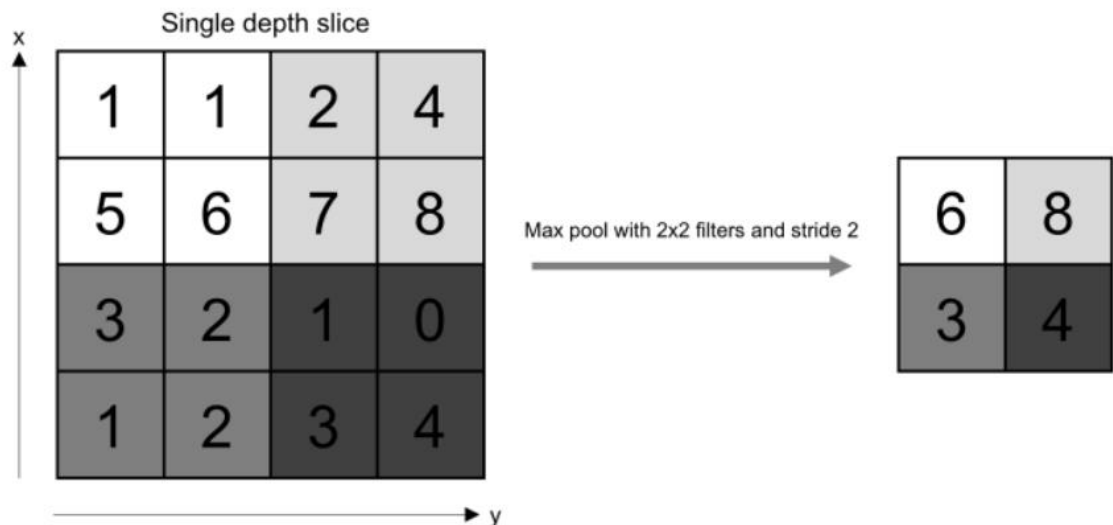 Single depth slice
x
1 1 2 4
5 6 7 8
3 2 1 0
1 2 3 4
y
Max pool with 2x2 filters and stride 2
6 8
3 4